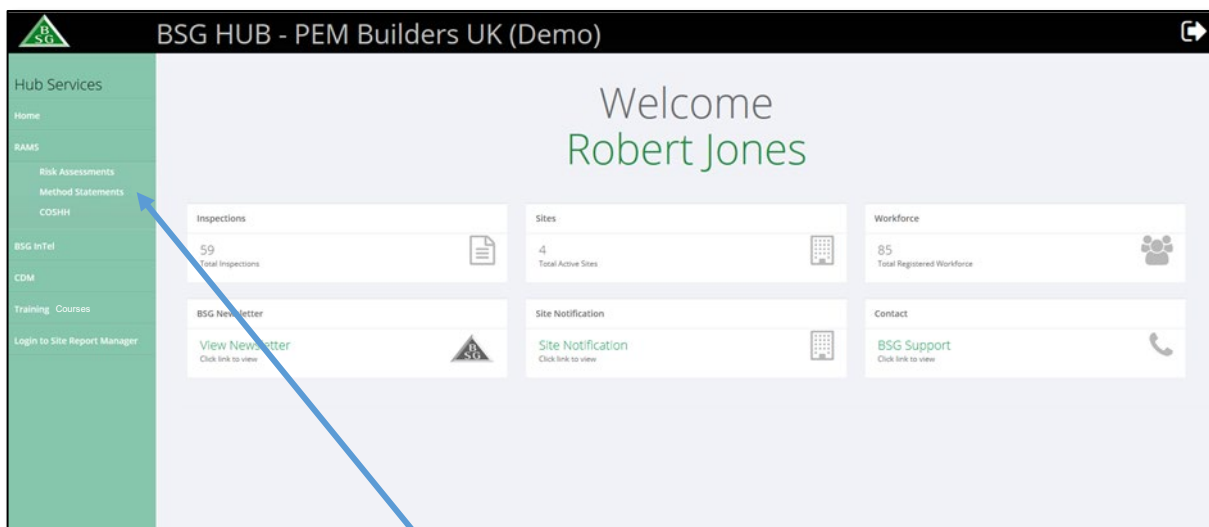 BSG
BSG HUB - PEM Builders UK (Demo)
Hub Services
Home
RAMS
Risk Assessments
Method Statements
COSHH
BSG InTel
CDM
Training Courses
Login to Site Report Manager
Welcome
Robert Jones
Inspections
59
Total Inspections
Sites
4
Total Active Sites
Workforce
85
Total Registered Workforce
BSG Newsletter
View Newsletter
Click link to view
BSG
Site Notification
Site Notification
Click link to view
Contact
BSG Support
Click link to view